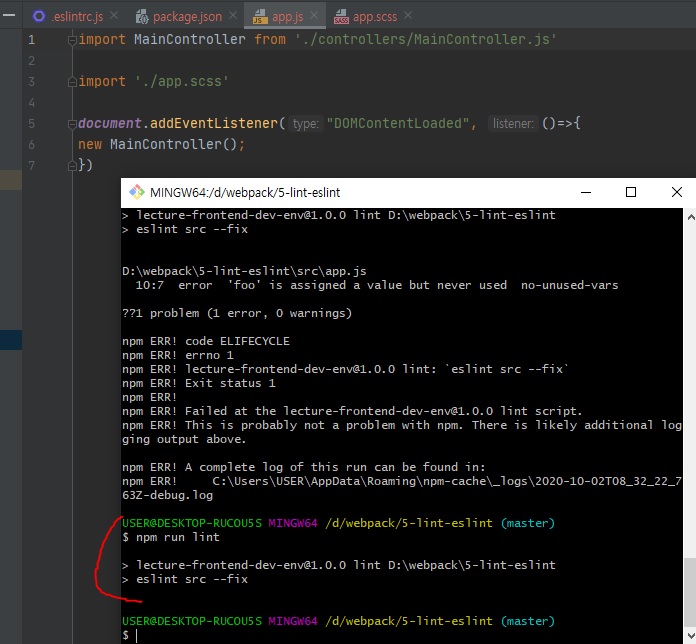 .eslintrc.js package.json app.js app.scss
1 import MainController from './controllers/MainController.js'
2
3 import './app.scss'
4
5 document.addEventListener( type: "DOMContentLoaded", listener: ()=>{
6 new MainController();
7 })
MINGW64:/d/webpack/5-lint-eslint
> lecture-frontend-dev-env@1.0.0 lint D:\webpack\5-lint-eslint
> eslint src --fix
D:\webpack\5-lint-eslint\src\app.js
10:7 error 'foo' is assigned a value but never used no-unused-vars
??1 problem (1 error, 0 warnings)
npm ERR! code ELIFECYCLE
npm ERR! errno 1
npm ERR! lecture-frontend-dev-env@1.0.0 lint: `eslint src --fix`
npm ERR! Exit status 1
npm ERR!
npm ERR! Failed at the lecture-frontend-dev-env@1.0.0 lint script.
npm ERR! This is probably not a problem with npm. There is likely additional log
ging output above.
npm ERR! A complete log of this run can be found in:
npm ERR!     C:\Users\USER\AppData\Roaming\npm-cache\_logs\2020-10-02T08_32_22_7
63Z-debug.log
USER@DESKTOP-RUCOU5S MINGW64 /d/webpack/5-lint-eslint (master)
$ npm run lint
> lecture-frontend-dev-env@1.0.0 lint D:\webpack\5-lint-eslint
> eslint src --fix
USER@DESKTOP-RUCOU5S MINGW64 /d/webpack/5-lint-eslint (master)
$